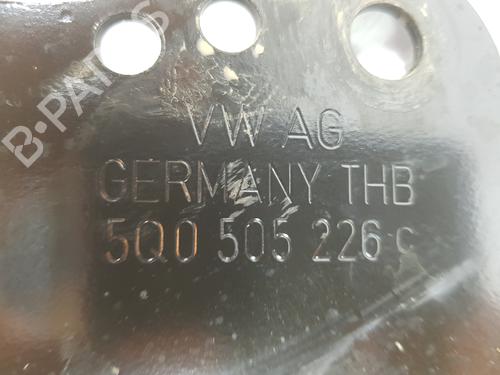 B-PARTS
VW AG
GERMANY THB
5Q0 505 226 C